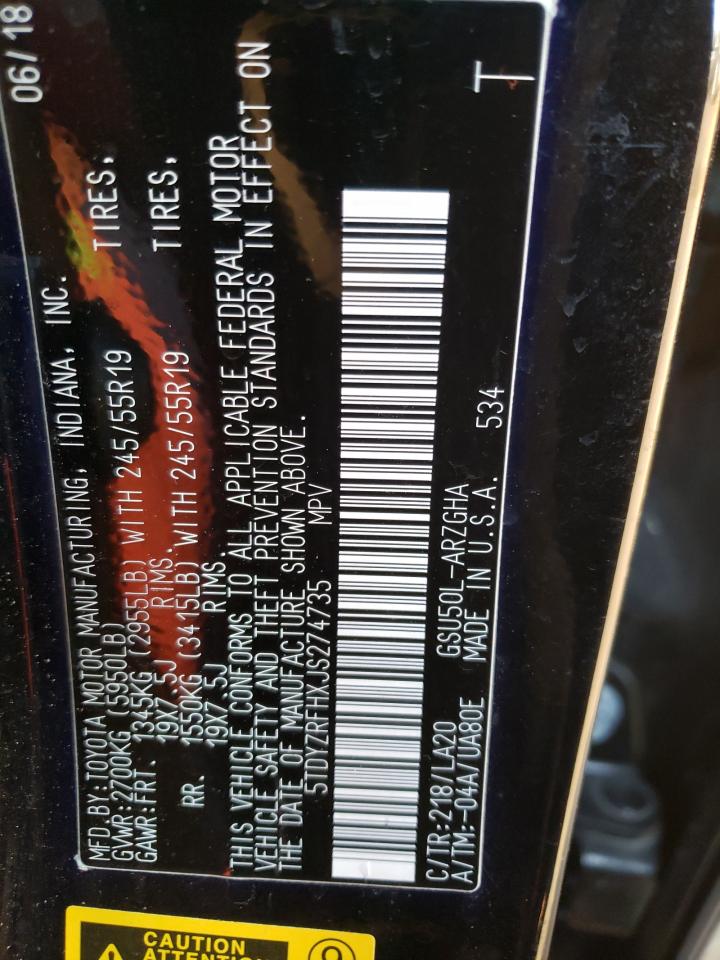 MFD.BY:TOYOTA MOTOR MANUFACTURING, INDIANA, INC. 06/18
GVWR:2700KG (5950LB)
GAWR:FRT. 1345KG (2955LB) WITH 245/55R19 TIRES,
19X7.5J RIMS.
RR. 1550KG (3415LB) WITH 245/55R19 TIRES,
19X7.5J RIMS
THIS VEHICLE CONFORMS TO ALL APPLICABLE FEDERAL MOTOR
VEHICLE SAFETY AND THEFT PREVENTION STANDARDS IN EFFECT ON
THE DATE OF MANUFACTURE SHOWN ABOVE.
5TDYZRFHXJS274735 MPV
C/TR:218/LA20 GSU50L-ARZGHA
A/TM:-04A/UA80E MADE IN U.S.A. 534 T
CAUTION
ATTENTION